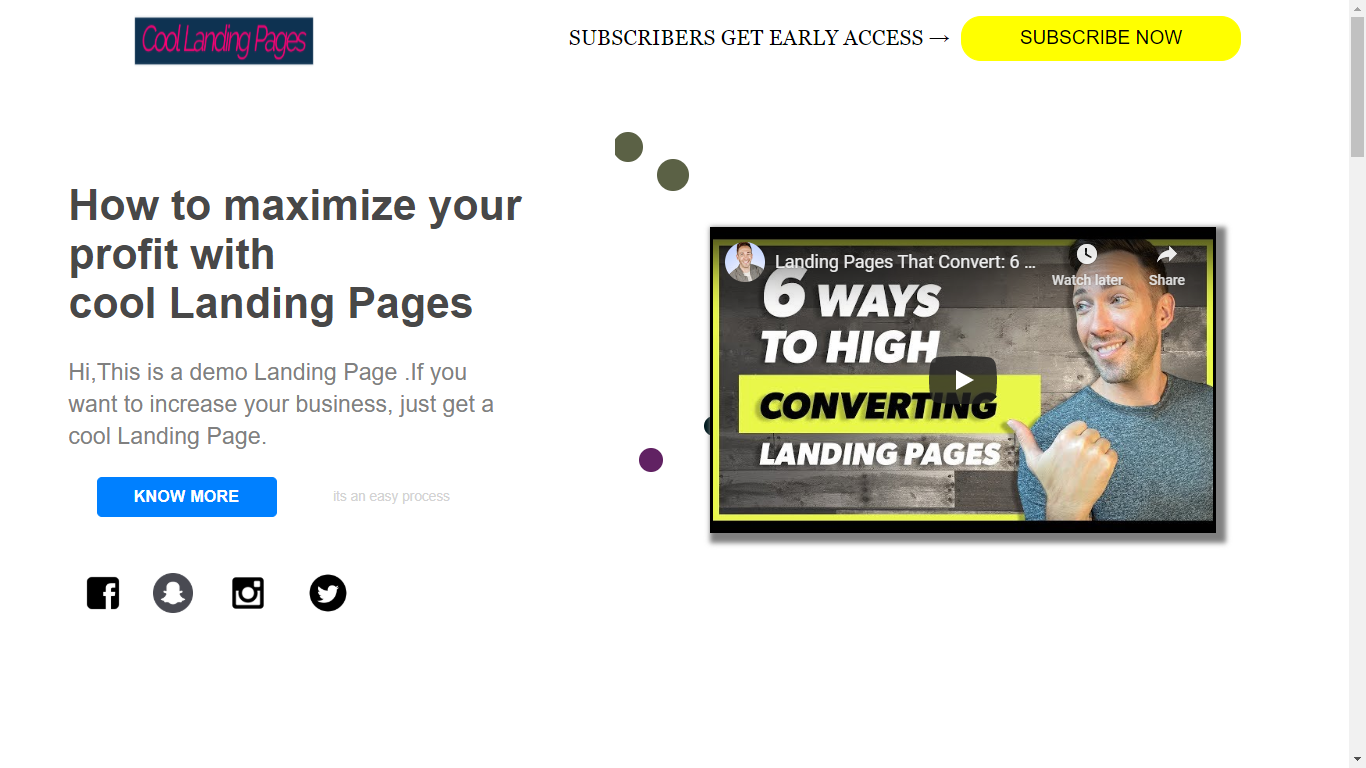 Cool Landing Pages
SUBSCRIBERS GET EARLY ACCESS →
SUBSCRIBE NOW
How to maximize your
profit with
cool Landing Pages
Hi,This is a demo Landing Page .If you
want to increase your business, just get a
cool Landing Page.
KNOW MORE
its an easy process
Landing Pages That Convert: 6 ...
Watch later
Share
6 WAYS
TO HIGH
CONVERTING
LANDING PAGES